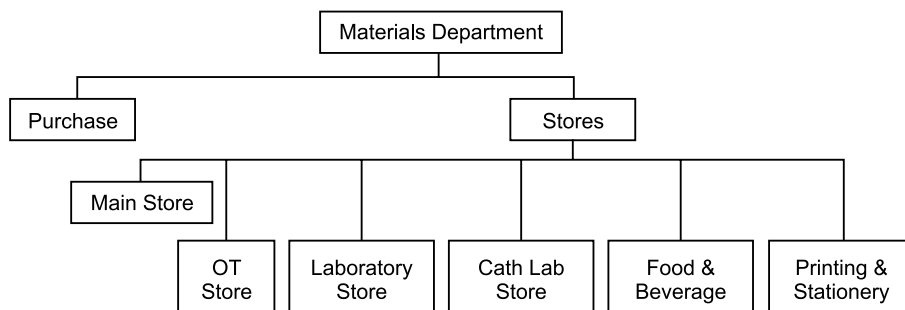 Materials Department
Purchase
Stores
Main Store
OT
Store
Laboratory
Store
Cath Lab
Store
Food &
Beverage
Printing &
Stationery